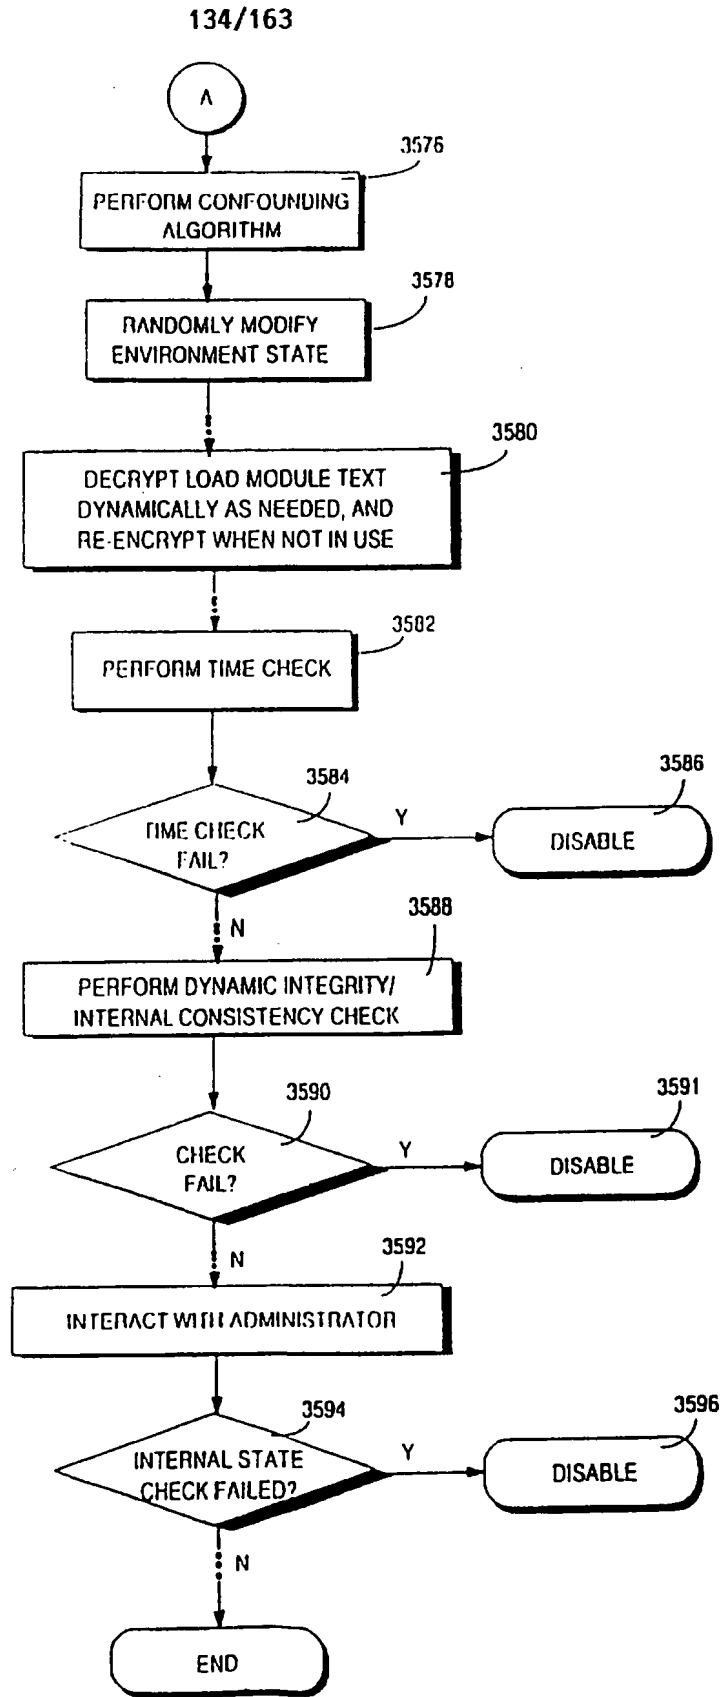 134/163
A
3576
PERFORM CONFOUNDING
ALGORITHM
3578
RANDOMLY MODIFY
ENVIRONMENT STATE
3580
DECRYPT LOAD MODULE TEXT
DYNAMICALLY AS NEEDED, AND
RE-ENCRYPT WHEN NOT IN USE
3582
PERFORM TIME CHECK
3584
TIME CHECK
FAIL?
Y
3586
DISABLE
N
3588
PERFORM DYNAMIC INTEGRITY/
INTERNAL CONSISTENCY CHECK
3590
CHECK
FAIL?
Y
3591
DISABLE
N
3592
INTERACT WITH ADMINISTRATOR
3594
INTERNAL STATE
CHECK FAILED?
Y
3596
DISABLE
N
END